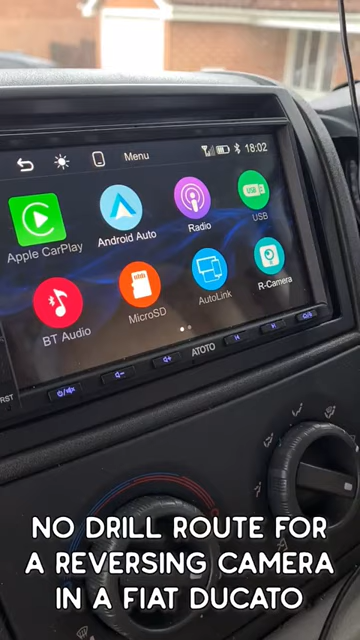 Menu
18:02
Apple CarPlay
Android Auto
Radio
USB
BT Audio
MicroSD
AutoLink
R-Camera
RST
ATOTO
NO DRILL ROUTE FOR
A REVERSING CAMERA
IN A FIAT DUCATO